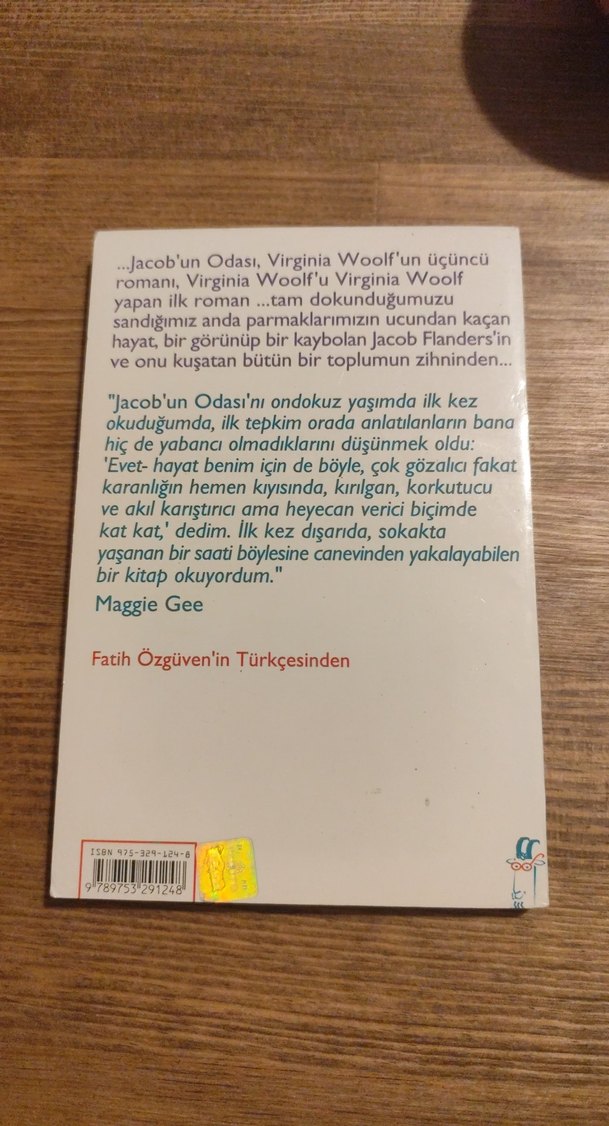 ...Jacob'un Odası, Virginia Woolf'un üçüncü
romanı, Virginia Woolf'u Virginia Woolf
yapan ilk roman ...tam dokunduğumuzu
sandığımız anda parmaklarımızın ucundan kaçan
hayat, bir görünüp bir kaybolan Jacob Flanders'in
ve onu kuşatan bütün bir toplumun zihninden...
"Jacob'un Odası'nı ondokuz yaşımda ilk kez
okuduğumda, ilk tepkim orada anlatılanların bana
hiç de yabancı olmadıklarını düşünmek oldu:
'Evet- hayat benim için de böyle, çok gözalıcı fakat
karanlığın hemen kıyısında, kırılgan, korkutucu
ve akıl karıştırıcı ama heyecan verici biçimde
kat kat,' dedim. İlk kez dışarıda, sokakta
yaşanan bir saati böylesine canevinden yakalayabilen
bir kitap okuyordum."
Maggie Gee
Fatih Özgüven'in Türkçesinden
ISBN 975-329-124-8
9 789753 291248